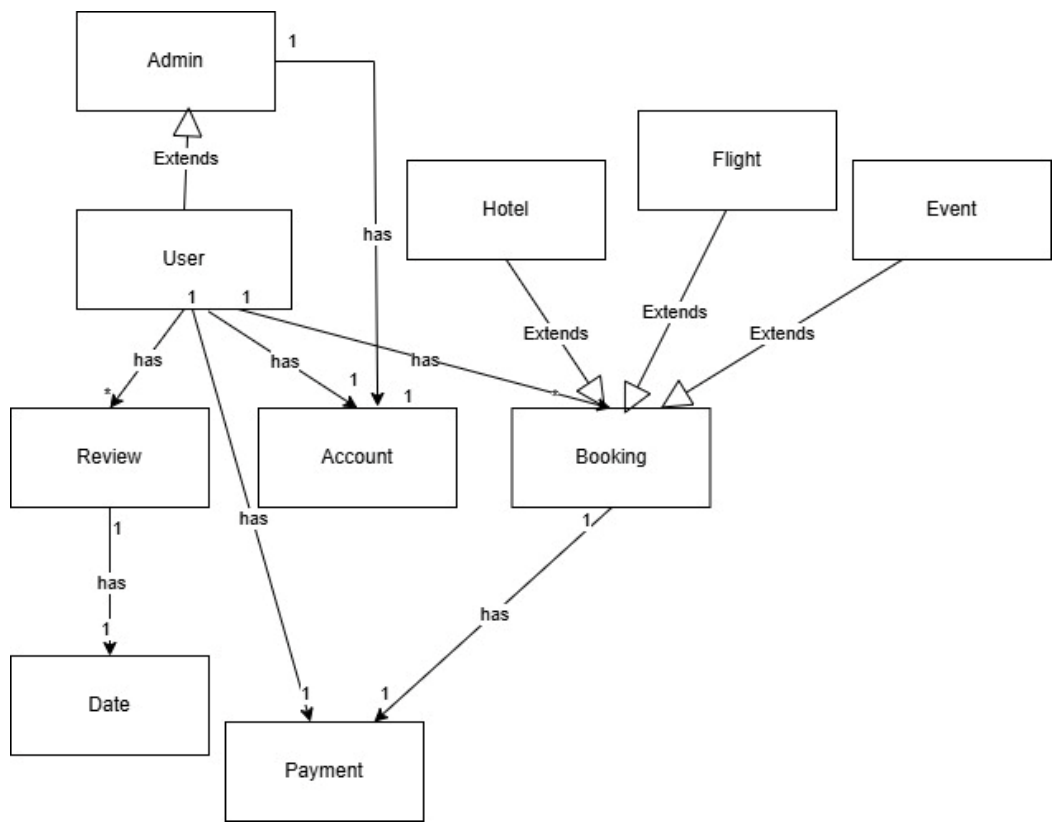 Admin
1
Extends
Flight
Hotel
Event
has
User
1
1
Extends
Extends
Extends
has
has
has
1
*
1
*
Review
Account
Booking
has
1
1
has
has
1
Date
1
1
Payment